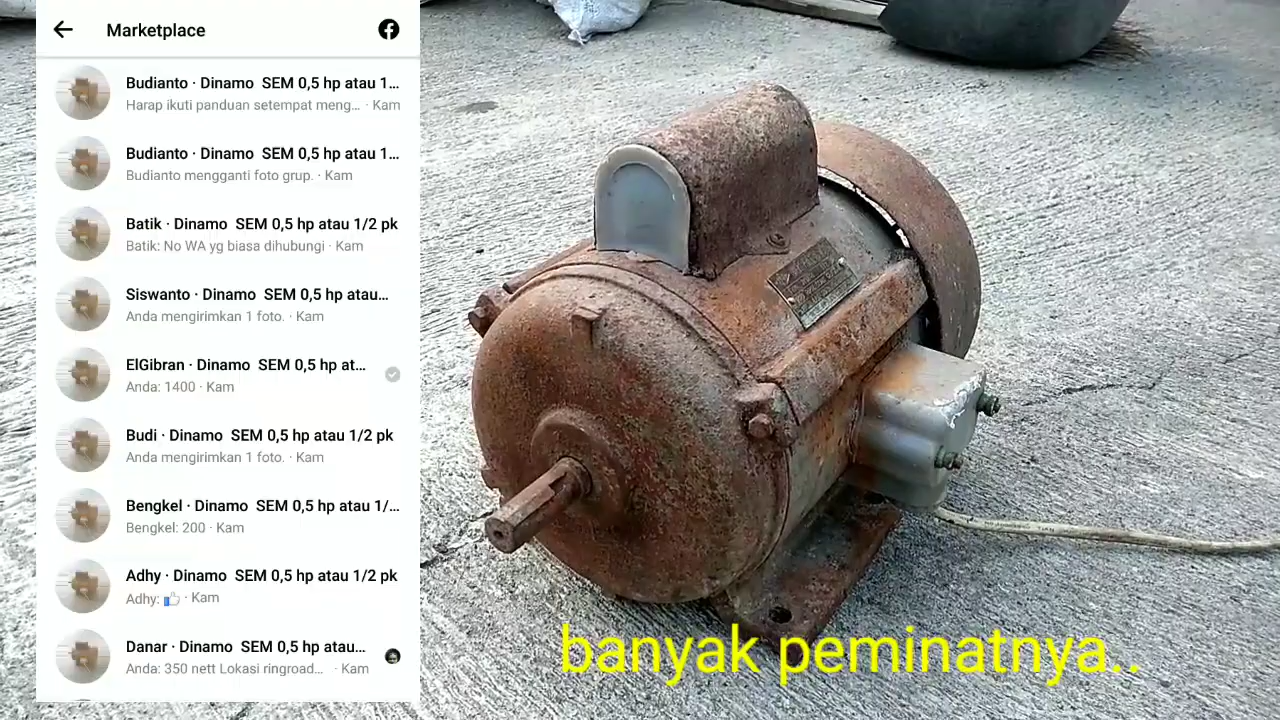 Marketplace
Budianto · Dinamo SEM 0,5 hp atau 1...
Harap ikuti panduan setempat meng... · Kam
Budianto · Dinamo SEM 0,5 hp atau 1...
Budianto mengganti foto grup. · Kam
Batik · Dinamo SEM 0,5 hp atau 1/2 pk
Batik: No WA yg biasa dihubungi · Kam
Siswanto · Dinamo SEM 0,5 hp atau...
Anda mengirimkan 1 foto. · Kam
ElGibran · Dinamo SEM 0,5 hp at...
Anda: 1400 · Kam
Budi · Dinamo SEM 0,5 hp atau 1/2 pk
Anda mengirimkan 1 foto. · Kam
Bengkel · Dinamo SEM 0,5 hp atau 1/...
Bengkel: 200 · Kam
Adhy · Dinamo SEM 0,5 hp atau 1/2 pk
Adhy: 👍 · Kam
Danar · Dinamo SEM 0,5 hp atau...
Anda: 350 nett Lokasi ringroad... · Kam
banyak peminatnya..